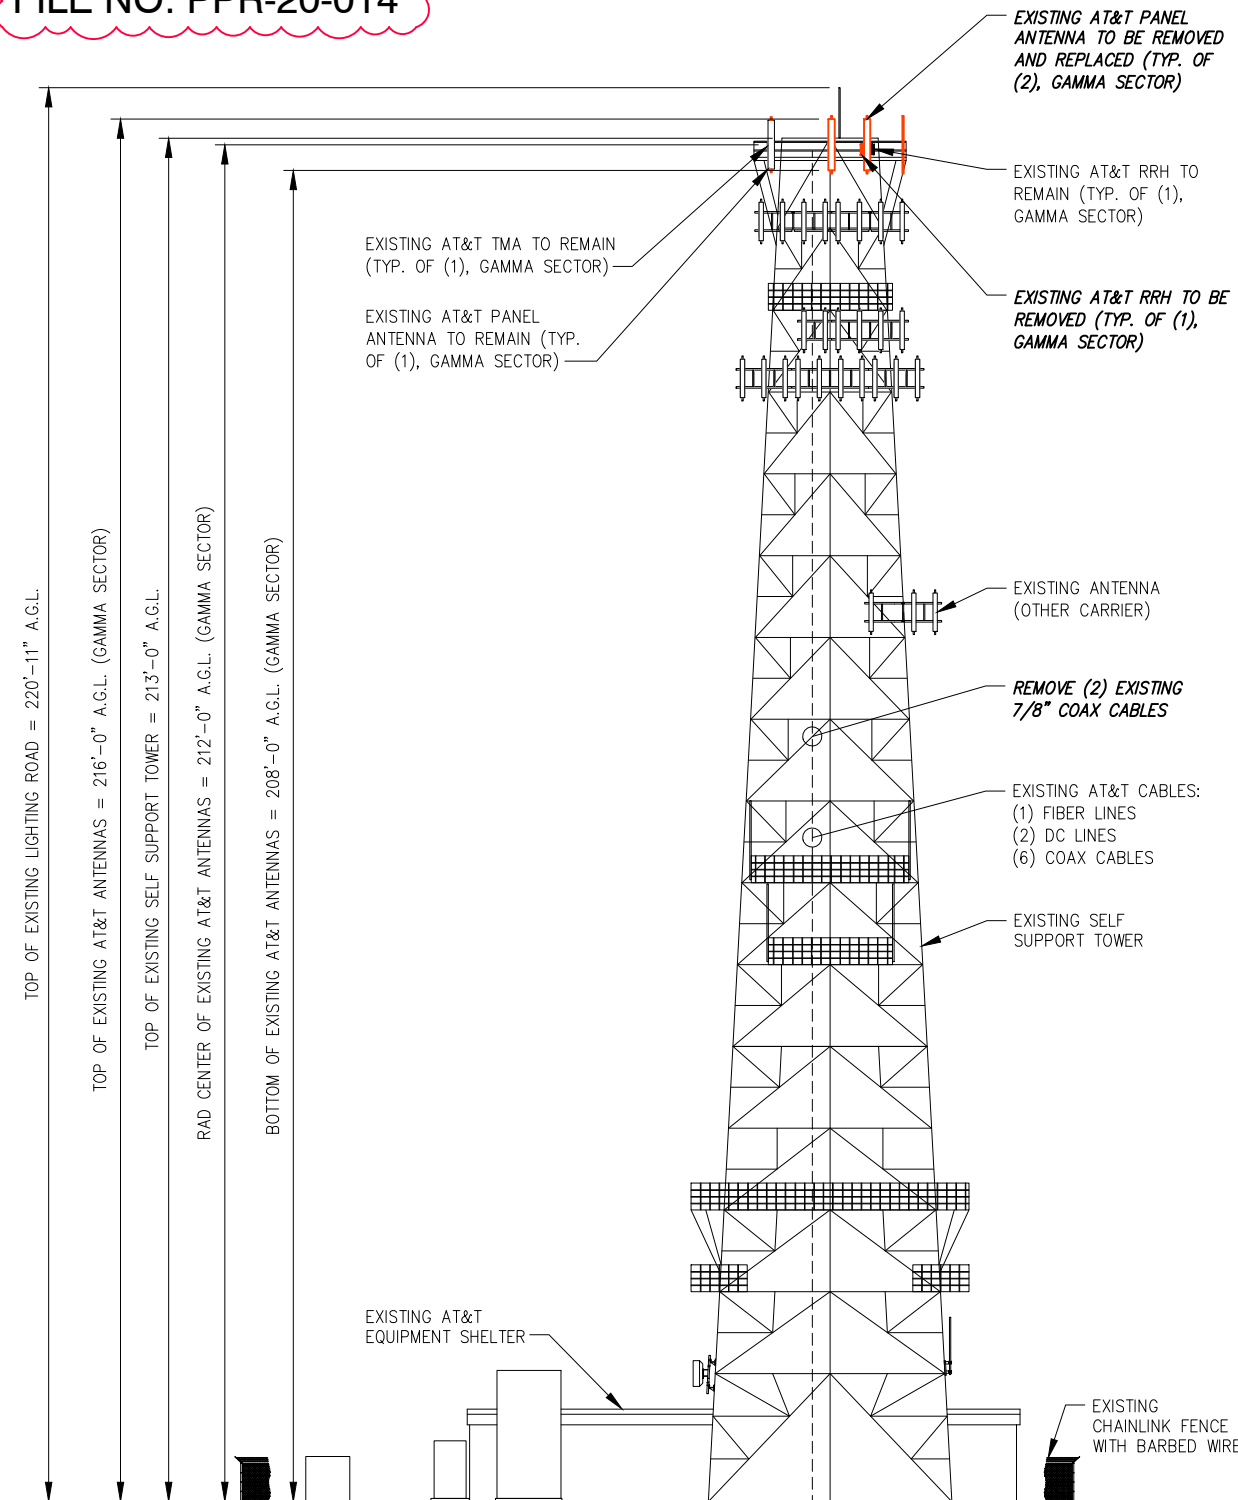 FILE NO. PPR-20-014
EXISTING AT&T PANEL
ANTENNA TO BE REMOVED
AND REPLACED (TYP. OF
(2), GAMMA SECTOR)
EXISTING AT&T RRH TO
REMAIN (TYP. OF (1),
GAMMA SECTOR)
EXISTING AT&T TMA TO REMAIN
(TYP. OF (1), GAMMA SECTOR)
EXISTING AT&T RRH TO BE
REMOVED (TYP. OF (1),
GAMMA SECTOR)
EXISTING AT&T PANEL
ANTENNA TO REMAIN (TYP.
OF (1), GAMMA SECTOR)
TOP OF EXISTING LIGHTING ROAD = 220'-11" A.G.L.
TOP OF EXISTING AT&T ANTENNAS = 216'-0" A.G.L. (GAMMA SECTOR)
TOP OF EXISTING SELF SUPPORT TOWER = 213'-0" A.G.L.
RAD CENTER OF EXISTING AT&T ANTENNAS = 212'-0" A.G.L. (GAMMA SECTOR)
BOTTOM OF EXISTING AT&T ANTENNAS = 208'-0" A.G.L. (GAMMA SECTOR)
EXISTING ANTENNA
(OTHER CARRIER)
REMOVE (2) EXISTING
7/8" COAX CABLES
EXISTING AT&T CABLES:
(1) FIBER LINES
(2) DC LINES
(6) COAX CABLES
EXISTING SELF
SUPPORT TOWER
EXISTING AT&T
EQUIPMENT SHELTER
EXISTING
CHAINLINK FENCE
WITH BARBED WIRE